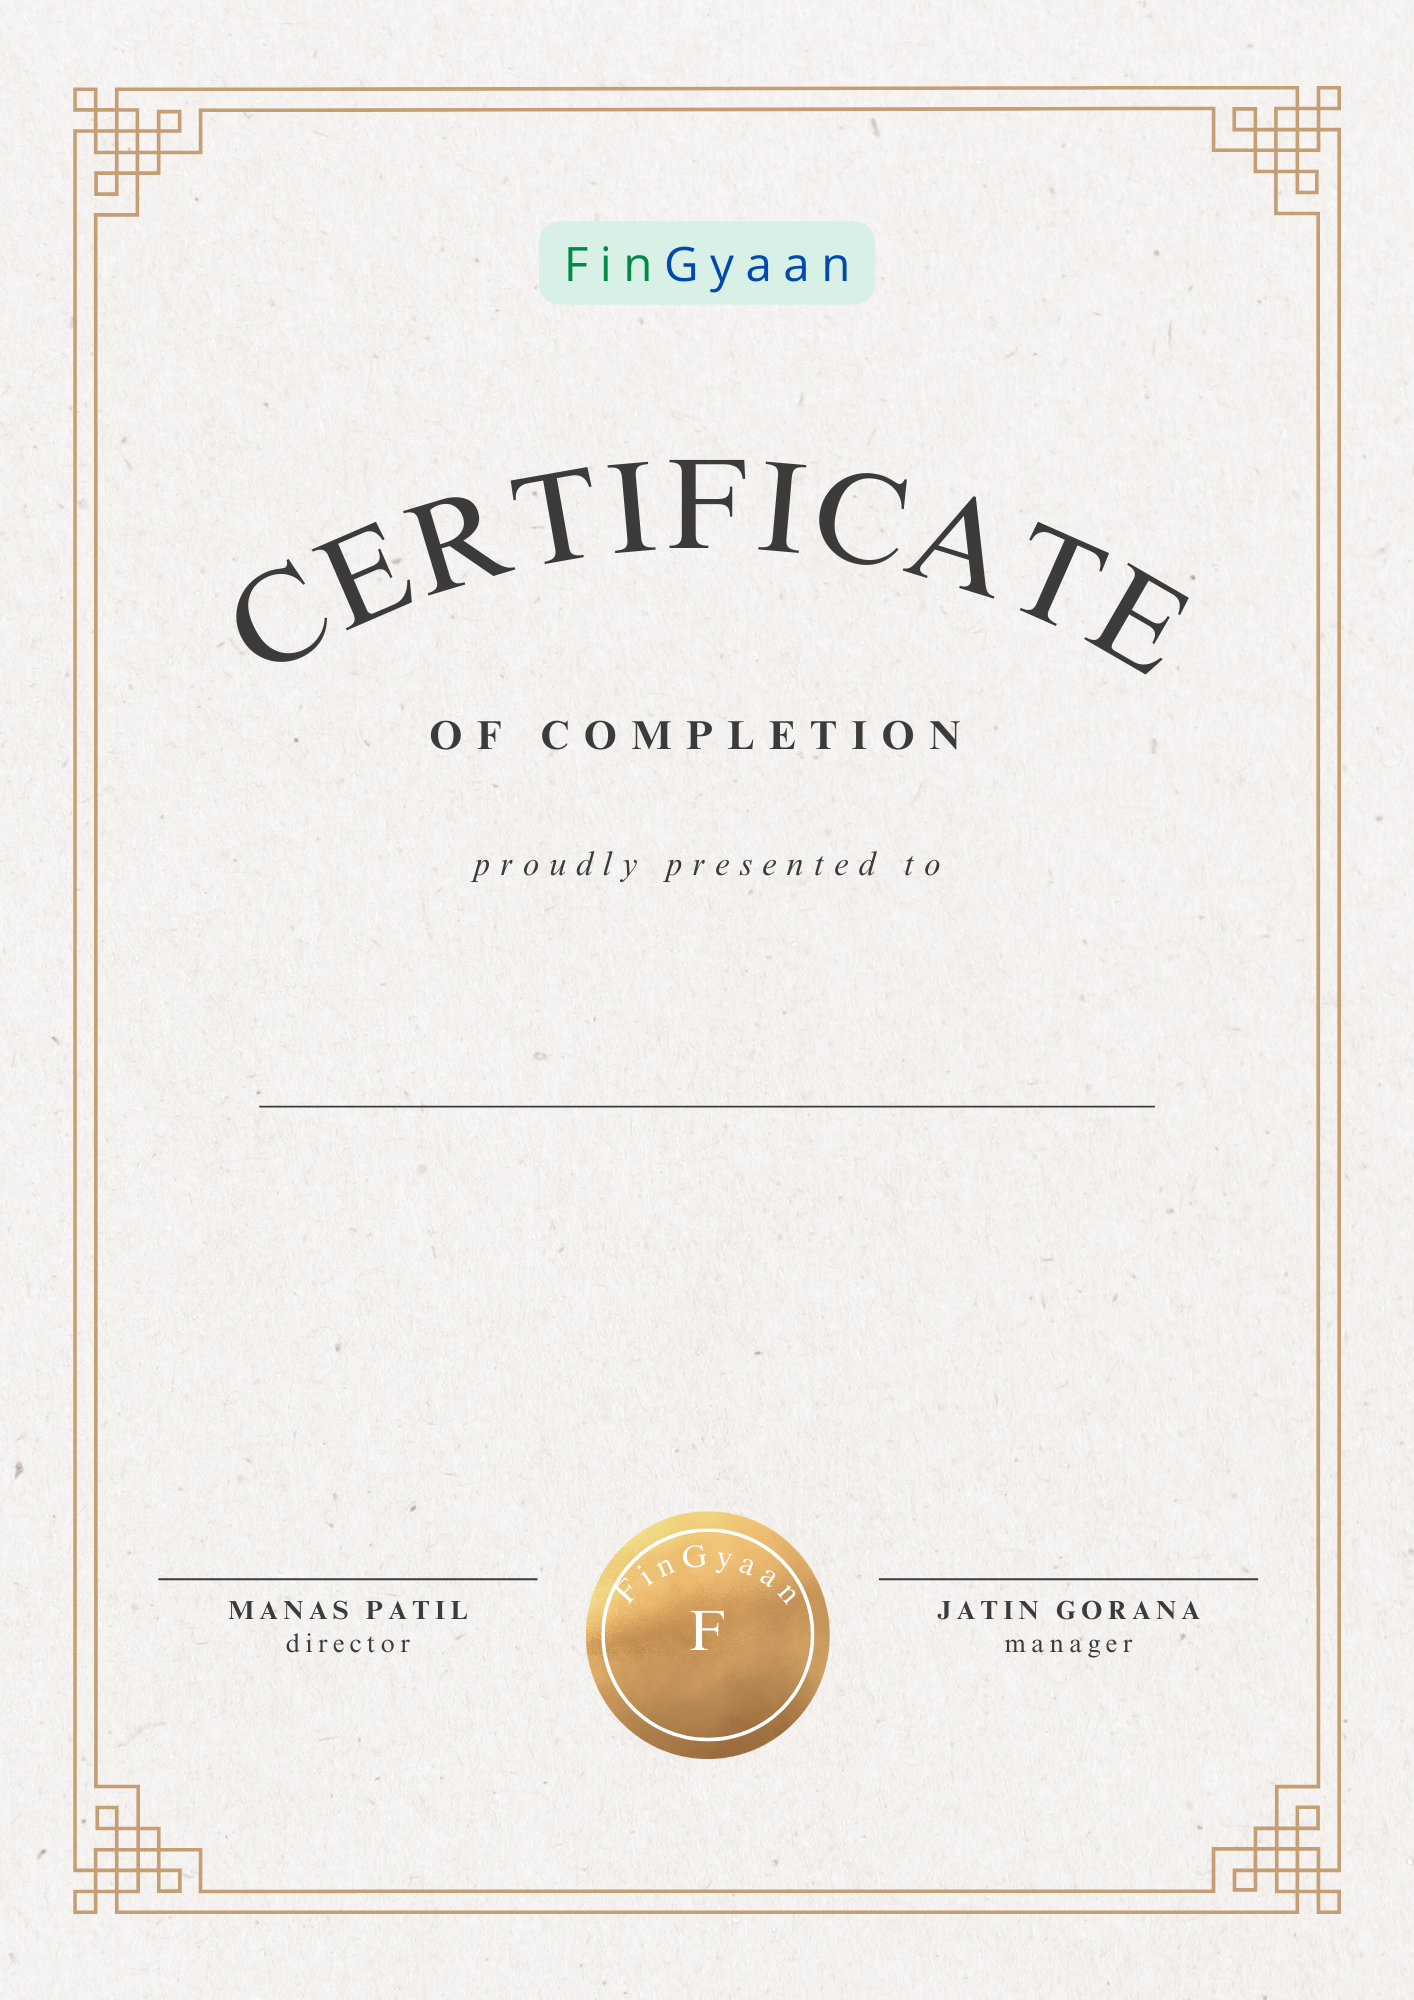 FinGyaan
CERTIFICATE
OF COMPLETION
proudly presented to
FinGyaan
F
MANAS PATIL
director
JATIN GORANA
manager